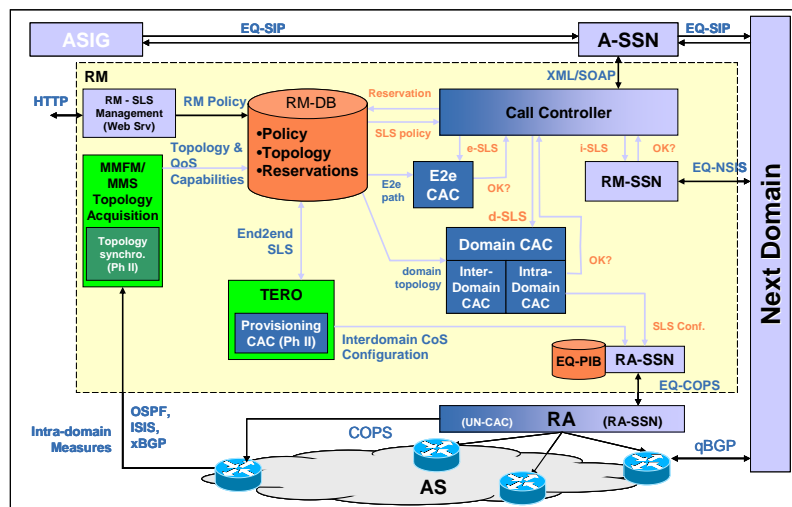 ASIG
EQ-SIP
A-SSN
EQ-SIP
XML/SOAP
RM
HTTP
RM - SLS
Management
(Web Srv)
RM Policy
RM-DB
•Policy
•Topology
•Reservations
Reservation
SLS policy
Call Controller
e-SLS
OK?
i-SLS
OK?
MMFM/
MMS
Topology
Acquisition
Topology
synchro.
(Ph II)
Topology &
QoS
Capabilities
E2e
path
E2e
CAC
RM-SSN
EQ-NSIS
d-SLS
End2end
SLS
domain
topology
Domain CAC
Inter-
Domain
CAC
Intra-
Domain
CAC
OK?
TERO
Provisioning
CAC (Ph II)
Interdomain CoS
Configuration
SLS Conf.
EQ-PIB
RA-SSN
EQ-COPS
Next Domain
Intra-domain
Measures
OSPF,
ISIS,
xBGP
COPS
(UN-CAC)
RA
(RA-SSN)
qBGP
AS